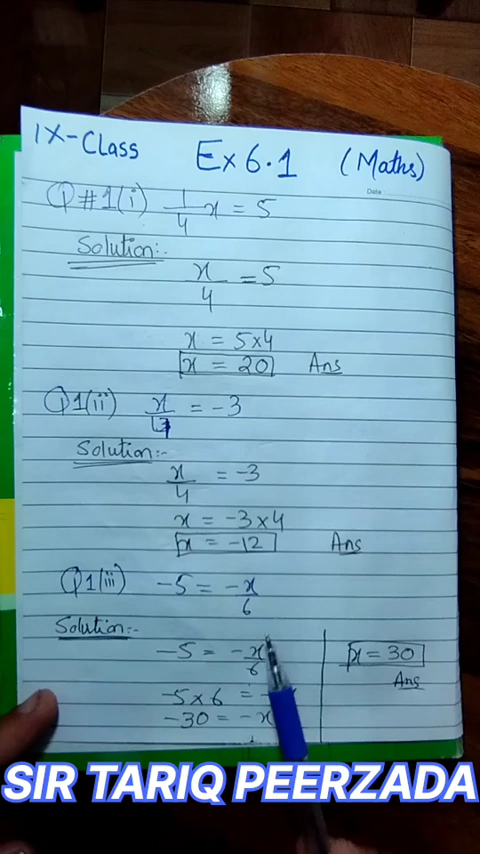 IX-Class Ex 6.1 (Maths)
Date
Q#1(i) 1/4 x = 5
Solution:-
x/4 = 5
x = 5×4
x = 20 Ans
Q1(ii) x/ = -3
Solution:-
x/4 = -3
x = -3×4
x = -12 Ans
Q1(iii) -5 = -x/6
Solution:-
-5 = -x/6
-5×6 =
-30 = -x
x = 30
Ans
SIR TARIQ PEERZADA